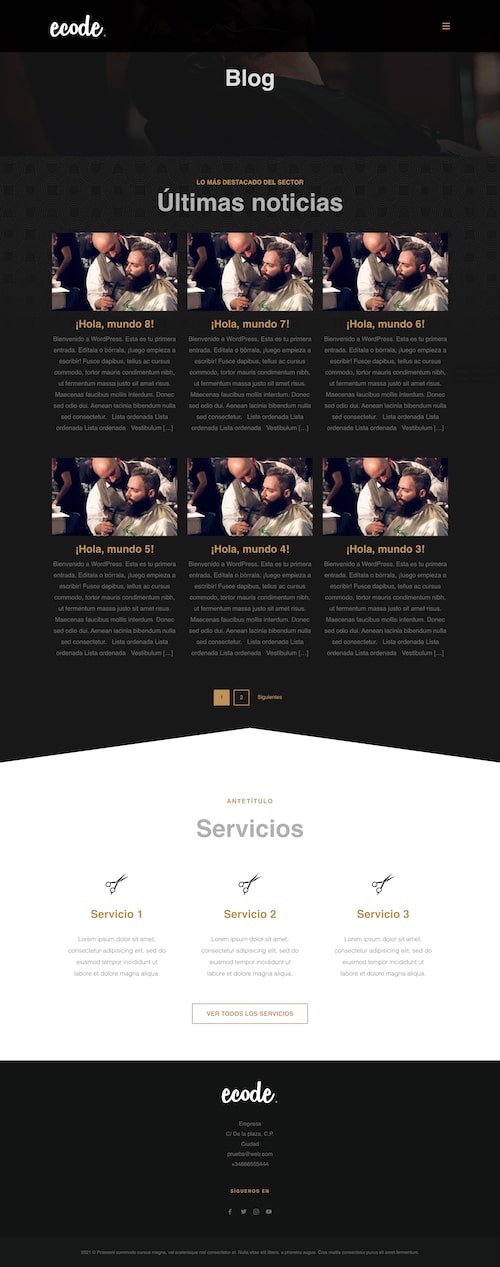 ecode.
Blog
LO MÁS DESTACADO DEL SECTOR
Últimas noticias
¡Hola, mundo 8!
Bienvenido a WordPress. Esta es tu primera
entrada. Edítala o bórrala, ¡luego empieza a
escribir! Fusce dapibus, tellus ac cursus
commodo, tortor mauris condimentum nibh,
ut fermentum massa justo sit amet risus.
Maecenas faucibus mollis interdum. Donec
sed odio dui. Aenean lacinia bibendum nulla
sed consectetur. Lista ordenada Lista
ordenada Lista ordenada Vestibulum […]
¡Hola, mundo 7!
Bienvenido a WordPress. Esta es tu primera
entrada. Edítala o bórrala, ¡luego empieza a
escribir! Fusce dapibus, tellus ac cursus
commodo, tortor mauris condimentum nibh,
ut fermentum massa justo sit amet risus.
Maecenas faucibus mollis interdum. Donec
sed odio dui. Aenean lacinia bibendum nulla
sed consectetur. Lista ordenada Lista
ordenada Lista ordenada Vestibulum […]
¡Hola, mundo 6!
Bienvenido a WordPress. Esta es tu primera
entrada. Edítala o bórrala, ¡luego empieza a
escribir! Fusce dapibus, tellus ac cursus
commodo, tortor mauris condimentum nibh,
ut fermentum massa justo sit amet risus.
Maecenas faucibus mollis interdum. Donec
sed odio dui. Aenean lacinia bibendum nulla
sed consectetur. Lista ordenada Lista
ordenada Lista ordenada Vestibulum […]
¡Hola, mundo 5!
Bienvenido a WordPress. Esta es tu primera
entrada. Edítala o bórrala, ¡luego empieza a
escribir! Fusce dapibus, tellus ac cursus
commodo, tortor mauris condimentum nibh,
ut fermentum massa justo sit amet risus.
Maecenas faucibus mollis interdum. Donec
sed odio dui. Aenean lacinia bibendum nulla
sed consectetur. Lista ordenada Lista
ordenada Lista ordenada Vestibulum […]
¡Hola, mundo 4!
Bienvenido a WordPress. Esta es tu primera
entrada. Edítala o bórrala, ¡luego empieza a
escribir! Fusce dapibus, tellus ac cursus
commodo, tortor mauris condimentum nibh,
ut fermentum massa justo sit amet risus.
Maecenas faucibus mollis interdum. Donec
sed odio dui. Aenean lacinia bibendum nulla
sed consectetur. Lista ordenada Lista
ordenada Lista ordenada Vestibulum […]
¡Hola, mundo 3!
Bienvenido a WordPress. Esta es tu primera
entrada. Edítala o bórrala, ¡luego empieza a
escribir! Fusce dapibus, tellus ac cursus
commodo, tortor mauris condimentum nibh,
ut fermentum massa justo sit amet risus.
Maecenas faucibus mollis interdum. Donec
sed odio dui. Aenean lacinia bibendum nulla
sed consectetur. Lista ordenada Lista
ordenada Lista ordenada Vestibulum […]
1 2 Siguientes
ANTETÍTULO
Servicios
Servicio 1
Lorem ipsum dolor sit amet,
consectetur adipisicing elit, sed do
eiusmod tempor incididunt ut
labore et dolore magna aliqua.
Servicio 2
Lorem ipsum dolor sit amet,
consectetur adipisicing elit, sed do
eiusmod tempor incididunt ut
labore et dolore magna aliqua.
Servicio 3
Lorem ipsum dolor sit amet,
consectetur adipisicing elit, sed do
eiusmod tempor incididunt ut
labore et dolore magna aliqua.
VER TODOS LOS SERVICIOS
ecode.
Empresa
C/ De la plaza, C.P.
Ciudad
prueba@web.com
+34666555444
SÍGUENOS EN
2021 © Praesent commodo cursus magna, vel scelerisque nisl consectetur et. Nulla vitae elit libero, a pharetra augue. Cras mattis consectetur purus sit amet fermentum.